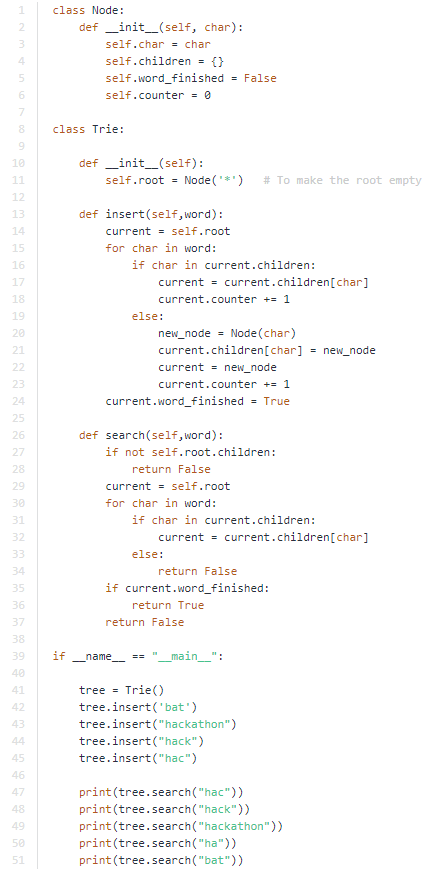 1 class Node:
2     def __init__(self, char):
3         self.char = char
4         self.children = {}
5         self.word_finished = False
6         self.counter = 0
7
8 class Trie:
9
10     def __init__(self):
11         self.root = Node('*')   # To make the root empty
12
13     def insert(self,word):
14         current = self.root
15         for char in word:
16             if char in current.children:
17                 current = current.children[char]
18                 current.counter += 1
19             else:
20                 new_node = Node(char)
21                 current.children[char] = new_node
22                 current = new_node
23                 current.counter += 1
24         current.word_finished = True
25
26     def search(self,word):
27         if not self.root.children:
28             return False
29         current = self.root
30         for char in word:
31             if char in current.children:
32                 current = current.children[char]
33             else:
34                 return False
35         if current.word_finished:
36             return True
37         return False
38
39 if __name__ == "__main__":
40
41     tree = Trie()
42     tree.insert('bat')
43     tree.insert("hackathon")
44     tree.insert("hack")
45     tree.insert("hac")
46
47     print(tree.search("hac"))
48     print(tree.search("hack"))
49     print(tree.search("hackathon"))
50     print(tree.search("ha"))
51     print(tree.search("bat"))